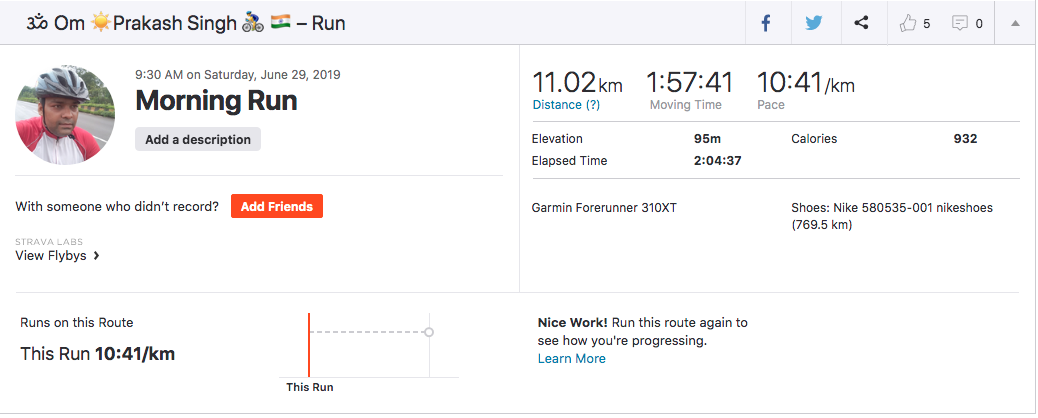 ॐ Om ☀️Prakash Singh 🚴 🇮🇳 – Run
5 0
9:30 AM on Saturday, June 29, 2019
Morning Run
Add a description
With someone who didn’t record? Add Friends
STRAVA LABS
View Flybys
11.02km 1:57:41 10:41/km
Distance (?) Moving Time Pace
Elevation 95m Calories 932
Elapsed Time 2:04:37
Garmin Forerunner 310XT
Shoes: Nike 580535-001 nikeshoes
(769.5 km)
Runs on this Route
This Run 10:41/km
This Run
Nice Work! Run this route again to
see how you're progressing.
Learn More